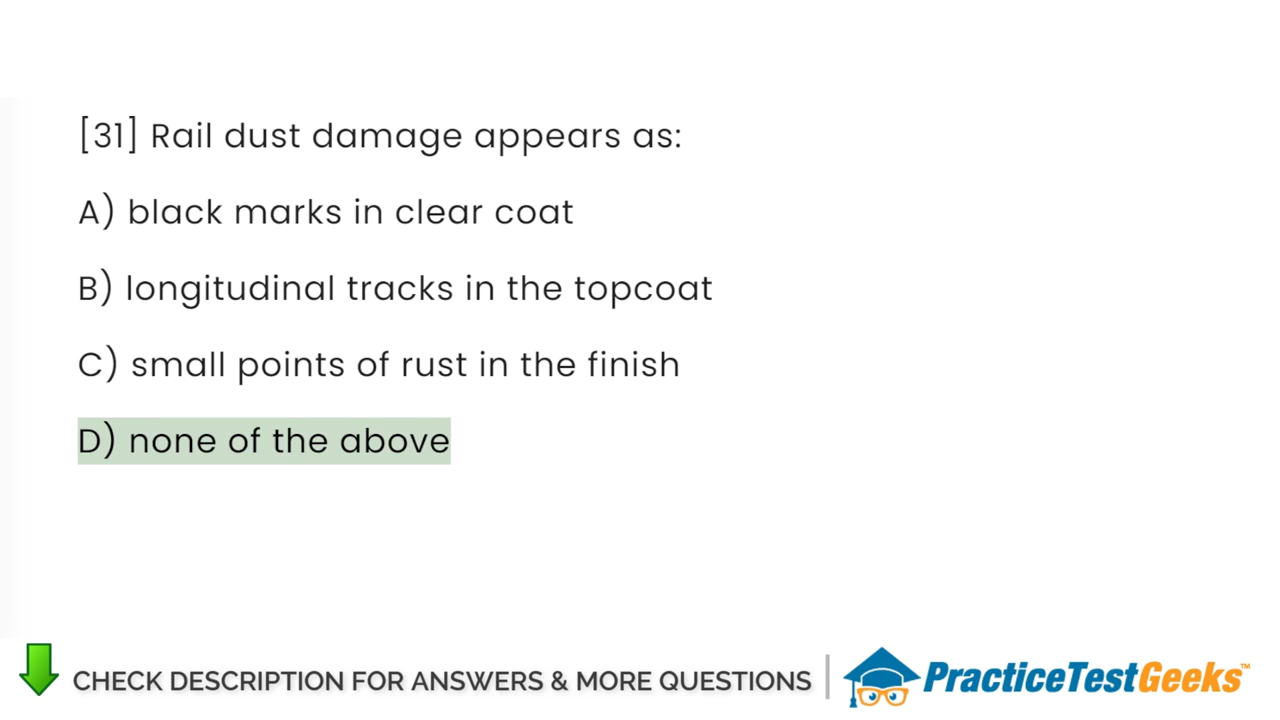 [31] Rail dust damage appears as:
A) black marks in clear coat
B) longitudinal tracks in the topcoat
C) small points of rust in the finish
D) none of the above
CHECK DESCRIPTION FOR ANSWERS & MORE QUESTIONS
PracticeTestGeeks™